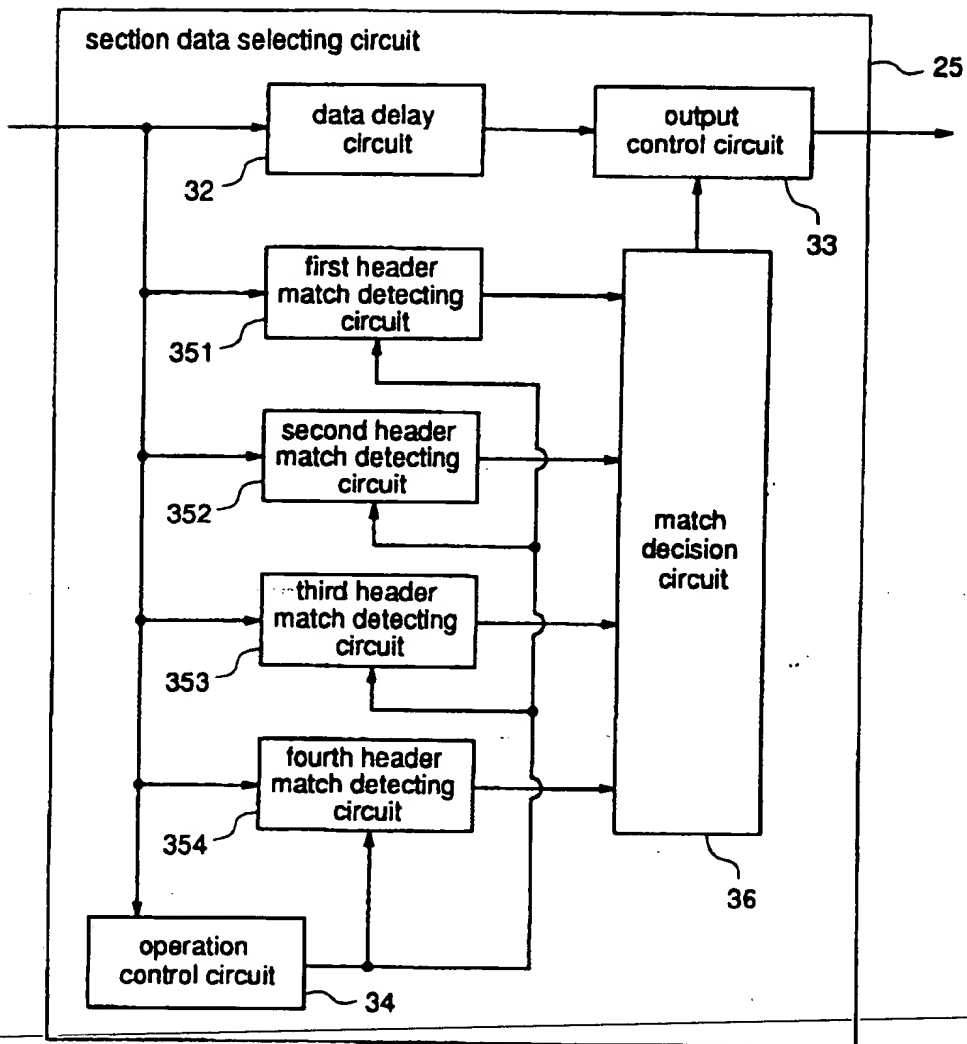 section data selecting circuit
25
data delay
circuit
32
output
control circuit
33
first header
match detecting
circuit
351
second header
match detecting
circuit
352
third header
match detecting
circuit
353
fourth header
match detecting
circuit
354
match
decision
circuit
36
operation
control circuit
34